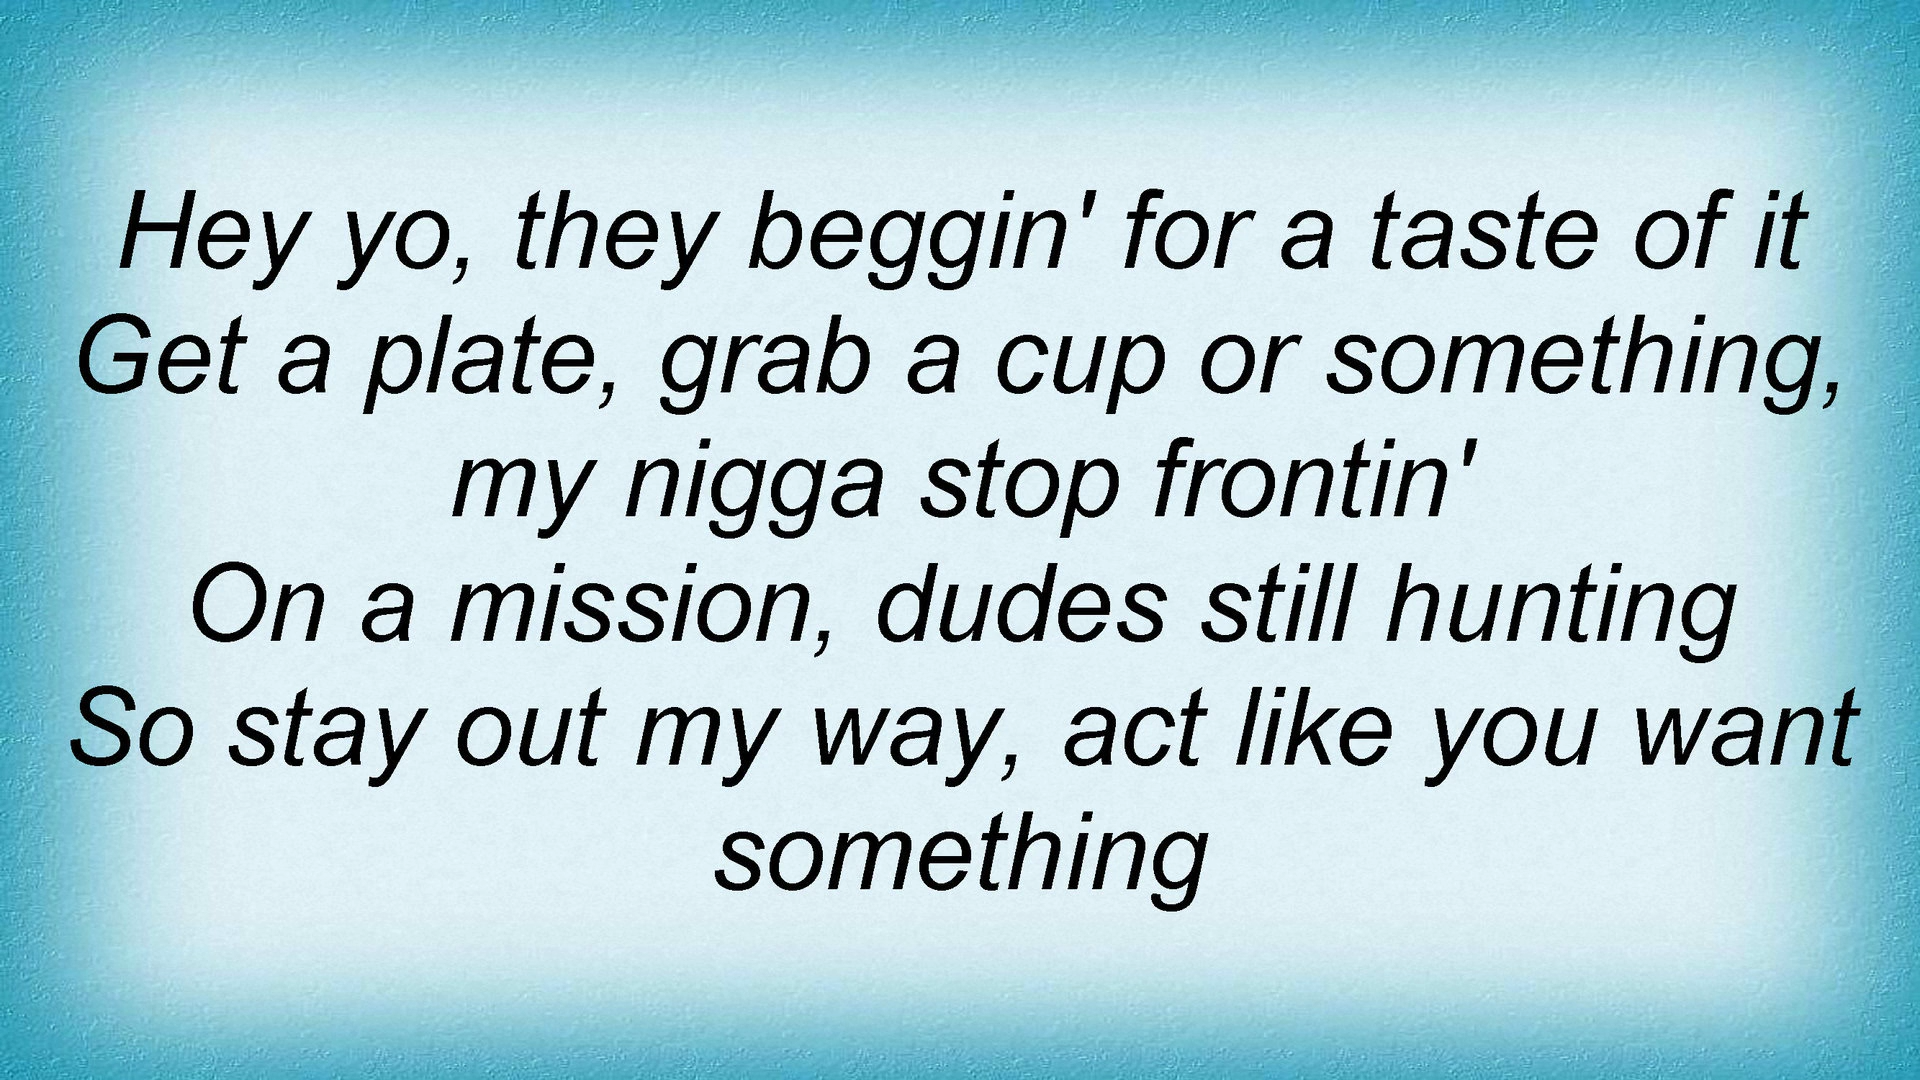 Hey yo, they beggin' for a taste of it
Get a plate, grab a cup or something,
my nigga stop frontin'
On a mission, dudes still hunting
So stay out my way, act like you want
something